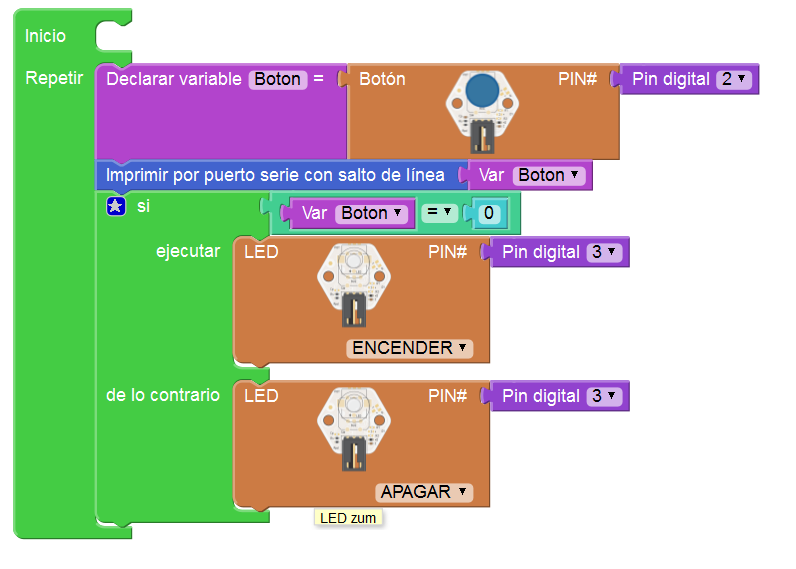 Inicio
Repetir Declarar variable Boton = Botón PIN# Pin digital 2
Imprimir por puerto serie con salto de línea Var Boton
si Var Boton = 0
ejecutar LED PIN# Pin digital 3
ENCENDER
de lo contrario LED PIN# Pin digital 3
APAGAR
LED zum